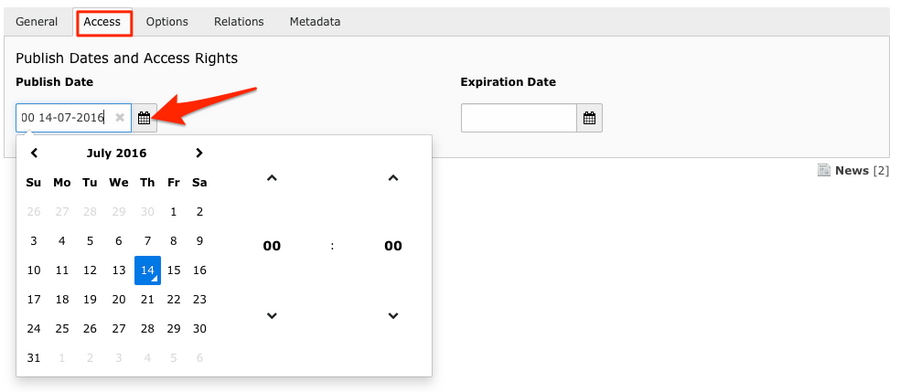 General Access Options Relations Metadata
Publish Dates and Access Rights
Publish Date Expiration Date
00 14-07-2016
July 2016
Su Mo Tu We Th Fr Sa
26 27 28 29 30 1 2
3 4 5 6 7 8 9
10 11 12 13 14 15 16
17 18 19 20 21 22 23
24 25 26 27 28 29 30
31 1 2 3 4 5 6
00 : 00
News [2]